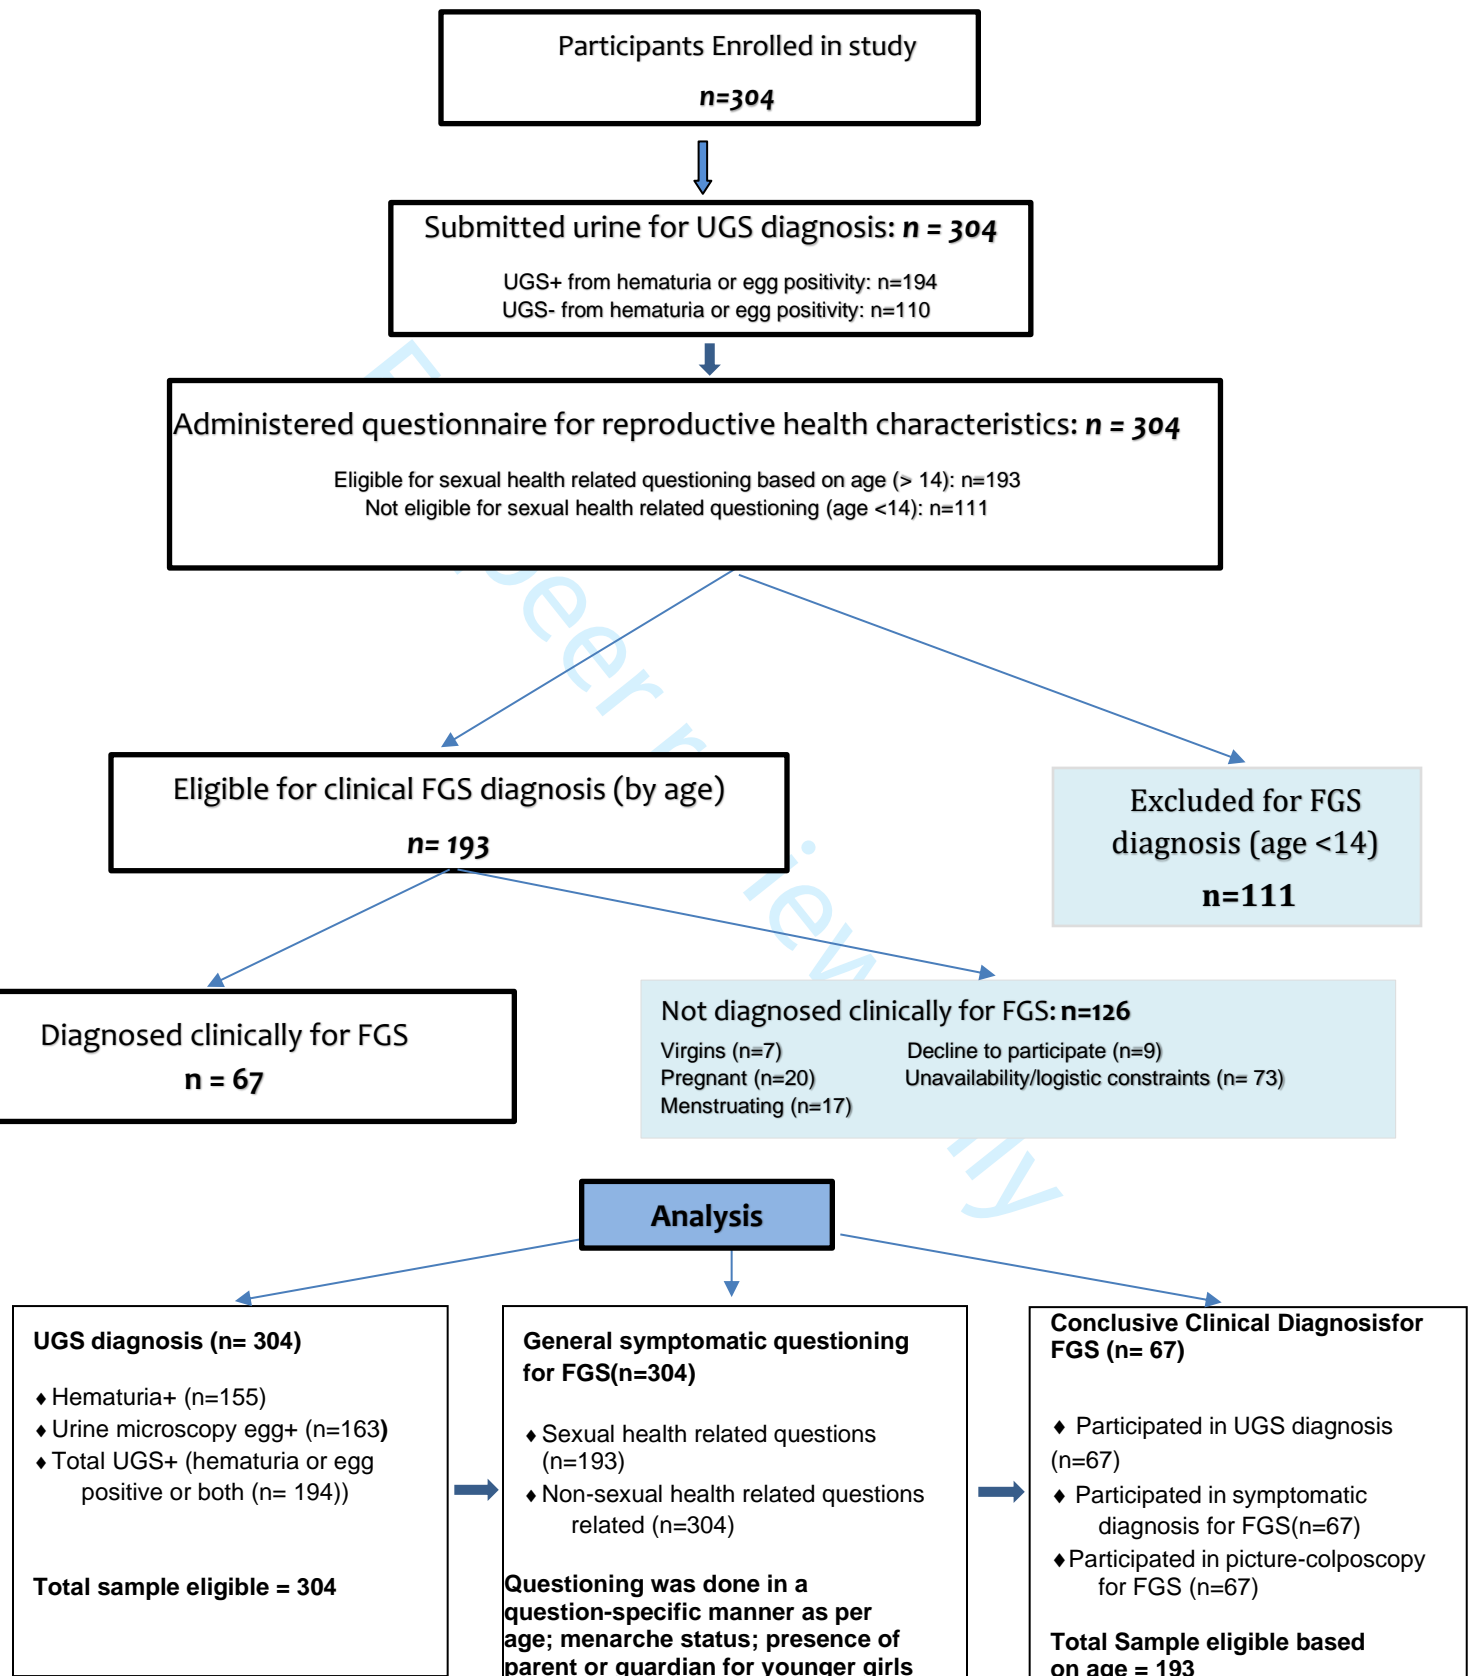 Participants Enrolled in study
n=304
Submitted urine for UGS diagnosis: n = 304
UGS+ from hematuria or egg positivity: n=194
UGS- from hematuria or egg positivity: n=110
Administered questionnaire for reproductive health characteristics: n = 304
Eligible for sexual health related questioning based on age (> 14): n=193
Not eligible for sexual health related questioning (age <14): n=111
Eligible for clinical FGS diagnosis (by age)
n= 193
Excluded for FGS
diagnosis (age <14)
n=111
Diagnosed clinically for FGS
n = 67
Not diagnosed clinically for FGS: n=126
Virgins (n=7) Decline to participate (n=9)
Pregnant (n=20) Unavailability/logistic constraints (n= 73)
Menstruating (n=17)
Analysis
UGS diagnosis (n= 304)
♦ Hematuria+ (n=155)
♦ Urine microscopy egg+ (n=163)
♦ Total UGS+ (hematuria or egg
positive or both (n= 194))
Total sample eligible = 304
General symptomatic questioning
for FGS(n=304)
♦ Sexual health related questions
(n=193)
♦ Non-sexual health related questions
related (n=304)
Questioning was done in a
question-specific manner as per
age; menarche status; presence of
parent or guardian for younger girls
Conclusive Clinical Diagnosisfor
FGS (n= 67)
♦ Participated in UGS diagnosis
(n=67)
♦ Participated in symptomatic
diagnosis for FGS(n=67)
♦Participated in picture-colposcopy
for FGS (n=67)
Total Sample eligible based
on age = 193